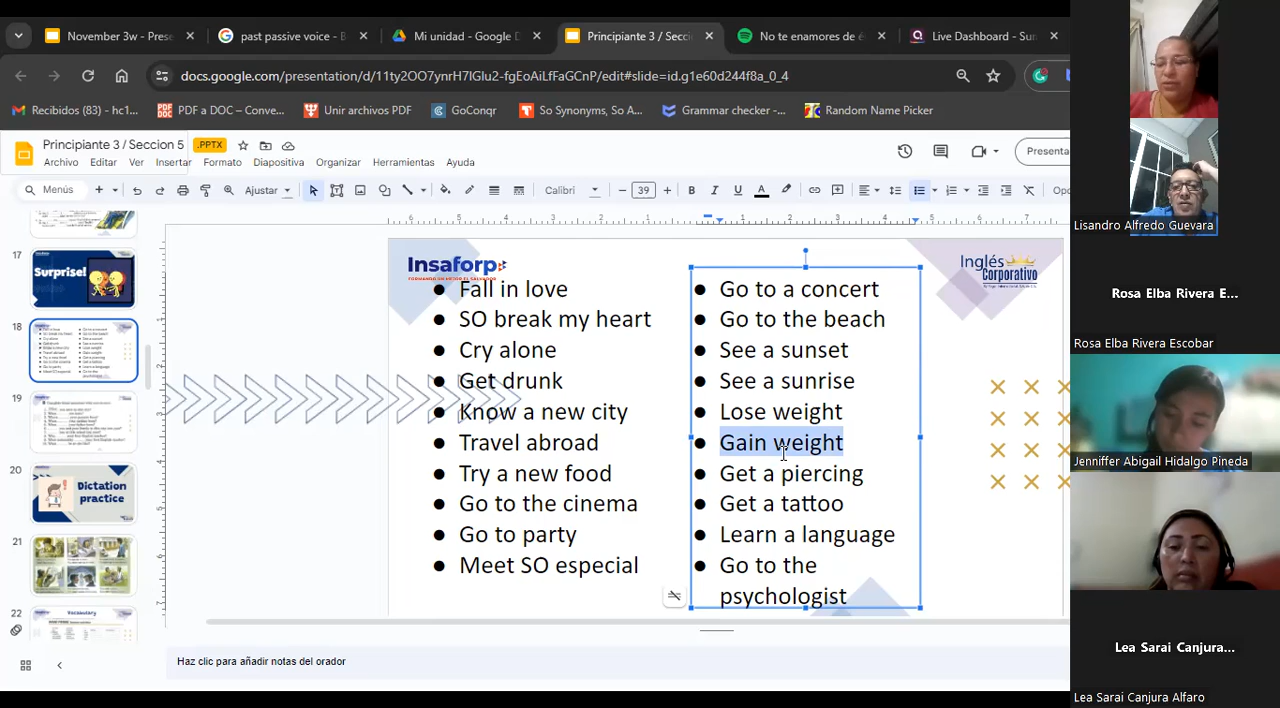 November 3w - Prese
past passive voice - B
Mi unidad - Google D
Principiante 3 / Secci
No te enamores de é
Live Dashboard - Sur
docs.google.com/presentation/d/11ty2OO7ynrH7IGlu2-fgEoAiLfFaGCnP/edit#slide=id.g1e60d244f8a_0_4
Recibidos (83) - hc1...
PDF a DOC – Conve...
Unir archivos PDF
GoConqr
So Synonyms, So A...
Grammar checker -...
Random Name Picker
Principiante 3 / Seccion 5
.PPTX
Archivo Editar Ver Insertar Formato Diapositiva Organizar Herramientas Ayuda
Presenta
Menús
Ajustar
Calibri
39
17
Surprise!
18
19
20
Dictation
practice
21
22
Vocabulary
Insaforp
Inglés
Corporativo
Fall in love
SO break my heart
Cry alone
Get drunk
Know a new city
Travel abroad
Try a new food
Go to the cinema
Go to party
Meet SO especial
Go to a concert
Go to the beach
See a sunset
See a sunrise
Lose weight
Gain weight
Get a piercing
Get a tattoo
Learn a language
Go to the
psychologist
Haz clic para añadir notas del orador
Lisandro Alfredo Guevara
Rosa Elba Rivera E...
Rosa Elba Rivera Escobar
Jenniffer Abigail Hidalgo Pineda
Lea Sarai Canjura...
Lea Sarai Canjura Alfaro